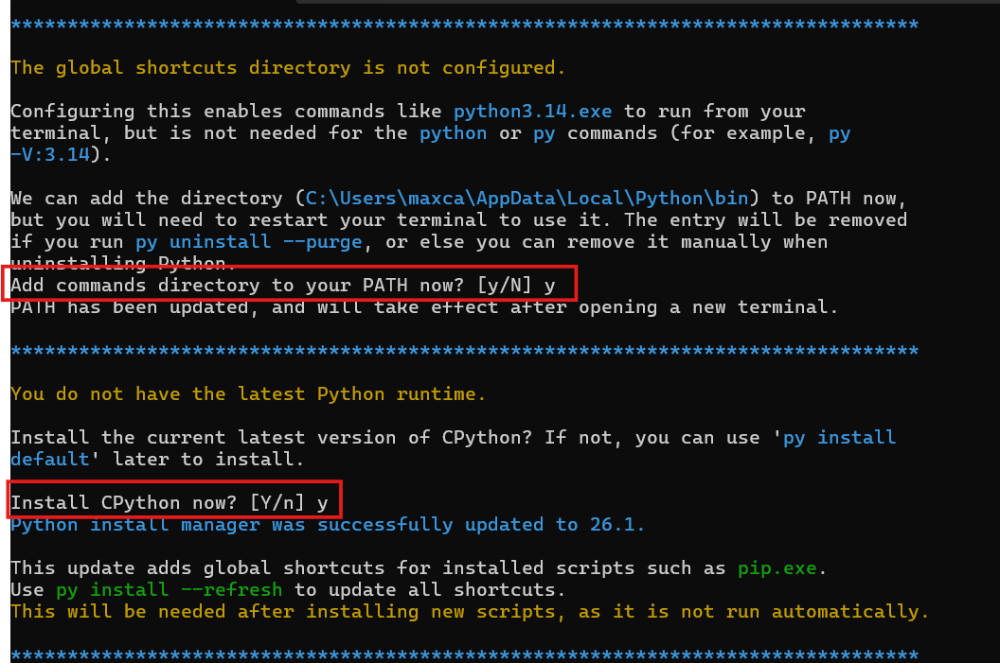 ********************************************************************************
The global shortcuts directory is not configured.
Configuring this enables commands like python3.14.exe to run from your
terminal, but is not needed for the python or py commands (for example, py
-V:3.14).
We can add the directory (C:\Users\maxca\AppData\Local\Python\bin) to PATH now,
but you will need to restart your terminal to use it. The entry will be removed
if you run py uninstall --purge, or else you can remove it manually when
uninstalling Python.
Add commands directory to your PATH now? [y/N] y
PATH has been updated, and will take effect after opening a new terminal.
********************************************************************************
You do not have the latest Python runtime.
Install the current latest version of CPython? If not, you can use 'py install
default' later to install.
Install CPython now? [Y/n] y
Python install manager was successfully updated to 26.1.
This update adds global shortcuts for installed scripts such as pip.exe.
Use py install --refresh to update all shortcuts.
This will be needed after installing new scripts, as it is not run automatically.
********************************************************************************